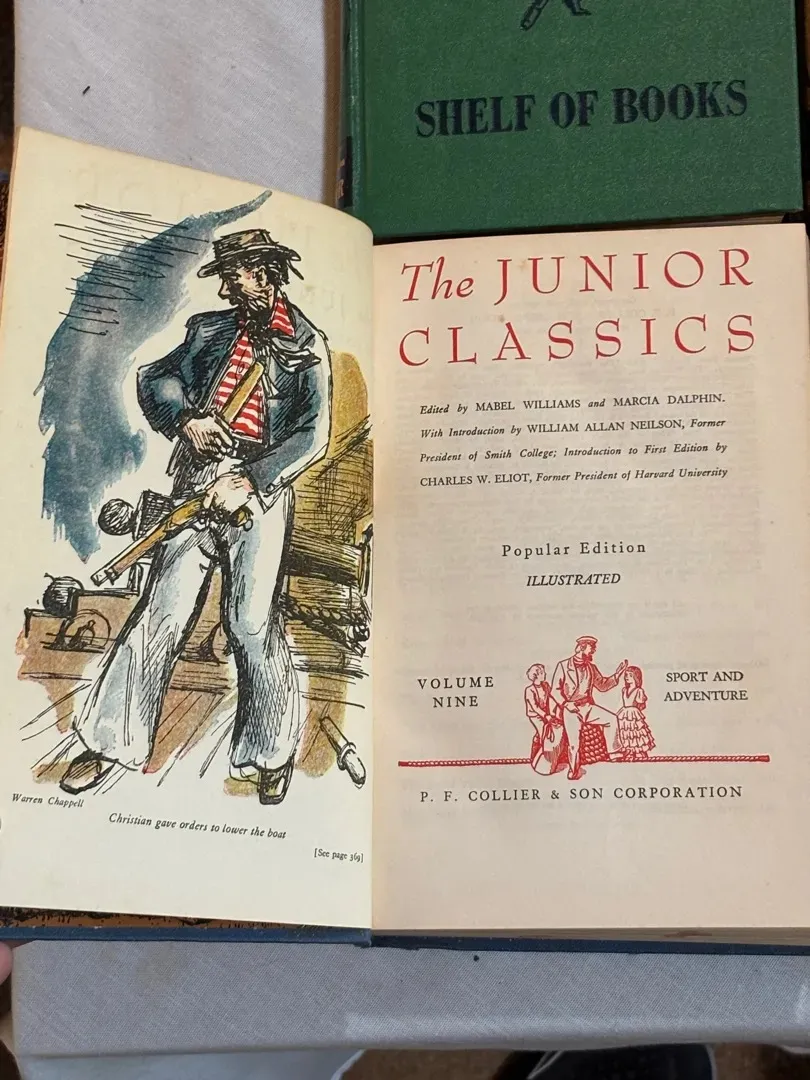 SHELF OF BOOKS
Warren Chappell
Christian gave orders to lower the boat
[See page 369]
The JUNIOR
CLASSICS
Edited by MABEL WILLIAMS and MARCIA DALPHIN.
With Introduction by WILLIAM ALLAN NEILSON, Former
President of Smith College; Introduction to First Edition by
CHARLES W. ELIOT, Former President of Harvard University
Popular Edition
ILLUSTRATED
VOLUME
NINE
SPORT AND
ADVENTURE
P. F. COLLIER & SON CORPORATION